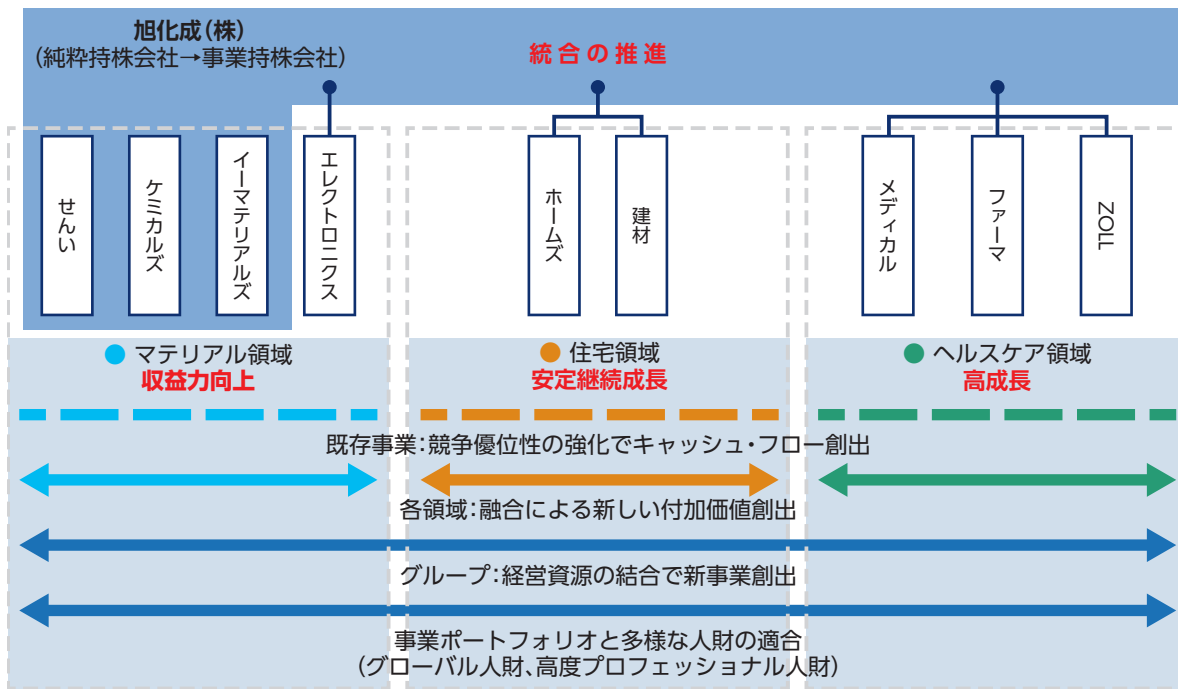 旭化成(株)
(純粋持株会社→事業持株会社)
統合の推進
せんい
ケミカルズ
イーマテリアルズ
エレクトロニクス
ホームズ
建材
メディカル
ファーマ
ZOLL
マテリアル領域
収益力向上
住宅領域
安定継続成長
ヘルスケア領域
高成長
既存事業:競争優位性の強化でキャッシュ・フロー創出
各領域:融合による新しい付加価値創出
グループ:経営資源の結合で新事業創出
事業ポートフォリオと多様な人財の適合
(グローバル人財、高度プロフェッショナル人財)